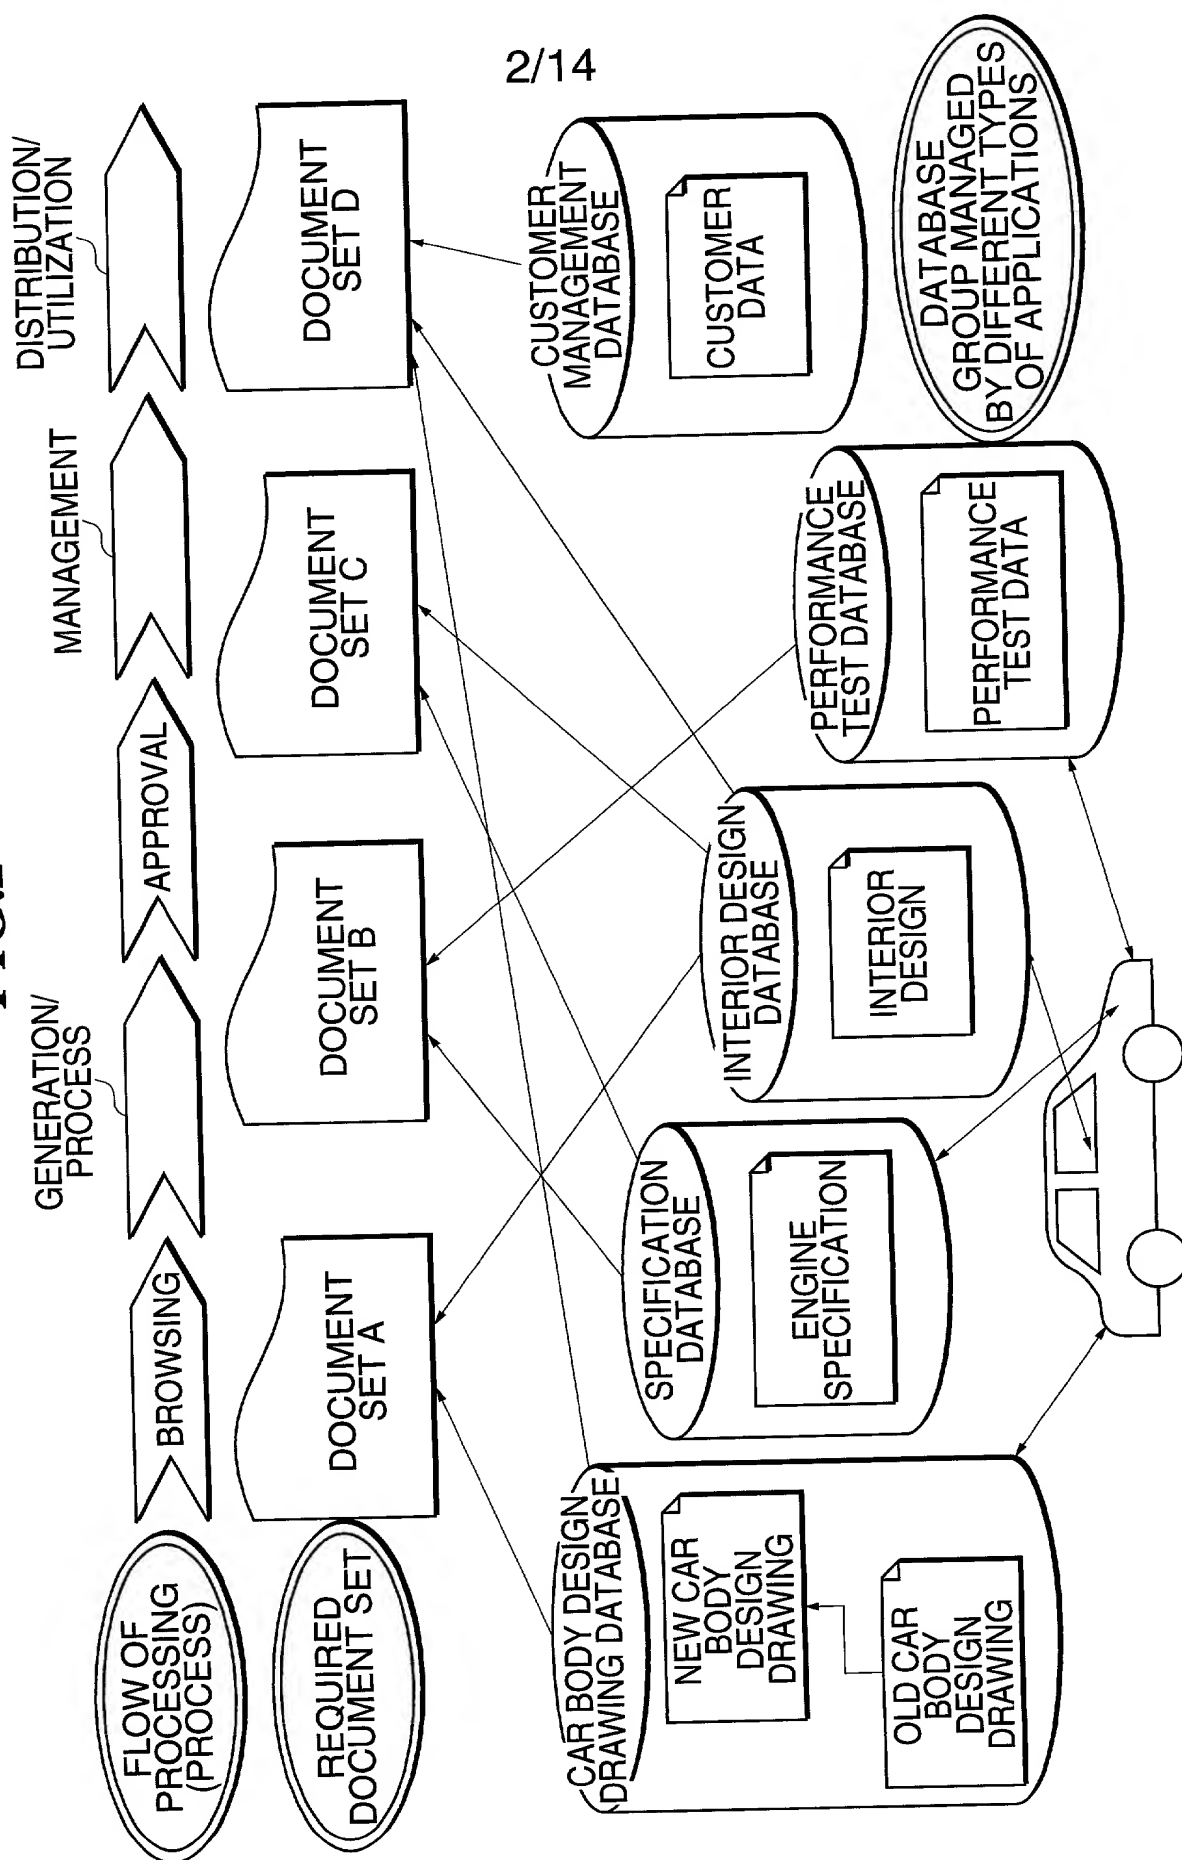 2/14
FLOW OF
PROCESSING
(PROCESS)
BROWSING
GENERATION/
PROCESS
APPROVAL
MANAGEMENT
DISTRIBUTION/
UTILIZATION
REQUIRED
DOCUMENT SET
DOCUMENT
SET A
DOCUMENT
SET B
DOCUMENT
SET C
DOCUMENT
SET D
CAR BODY DESIGN
DRAWING DATABASE
NEW CAR
BODY
DESIGN
DRAWING
OLD CAR
BODY
DESIGN
DRAWING
SPECIFICATION
DATABASE
ENGINE
SPECIFICATION
INTERIOR DESIGN
DATABASE
INTERIOR
DESIGN
PERFORMANCE
TEST DATABASE
PERFORMANCE
TEST DATA
CUSTOMER
MANAGEMENT
DATABASE
CUSTOMER
DATA
DATABASE
GROUP MANAGED
BY DIFFERENT TYPES
OF APPLICATIONS